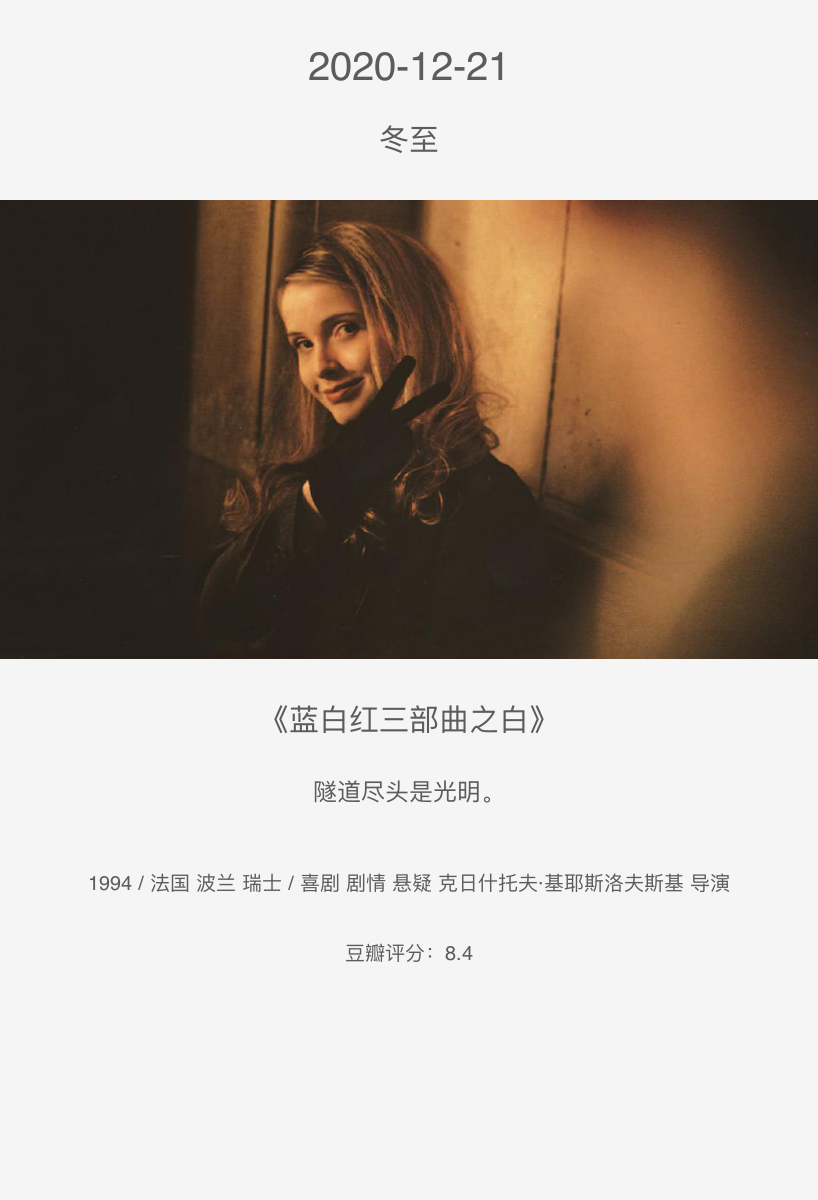 2020-12-21
冬至
《蓝白红三部曲之白》
隧道尽头是光明。
1994 / 法国 波兰 瑞士 / 喜剧 剧情 悬疑 克日什托夫·基耶斯洛夫斯基 导演
豆瓣评分：8.4